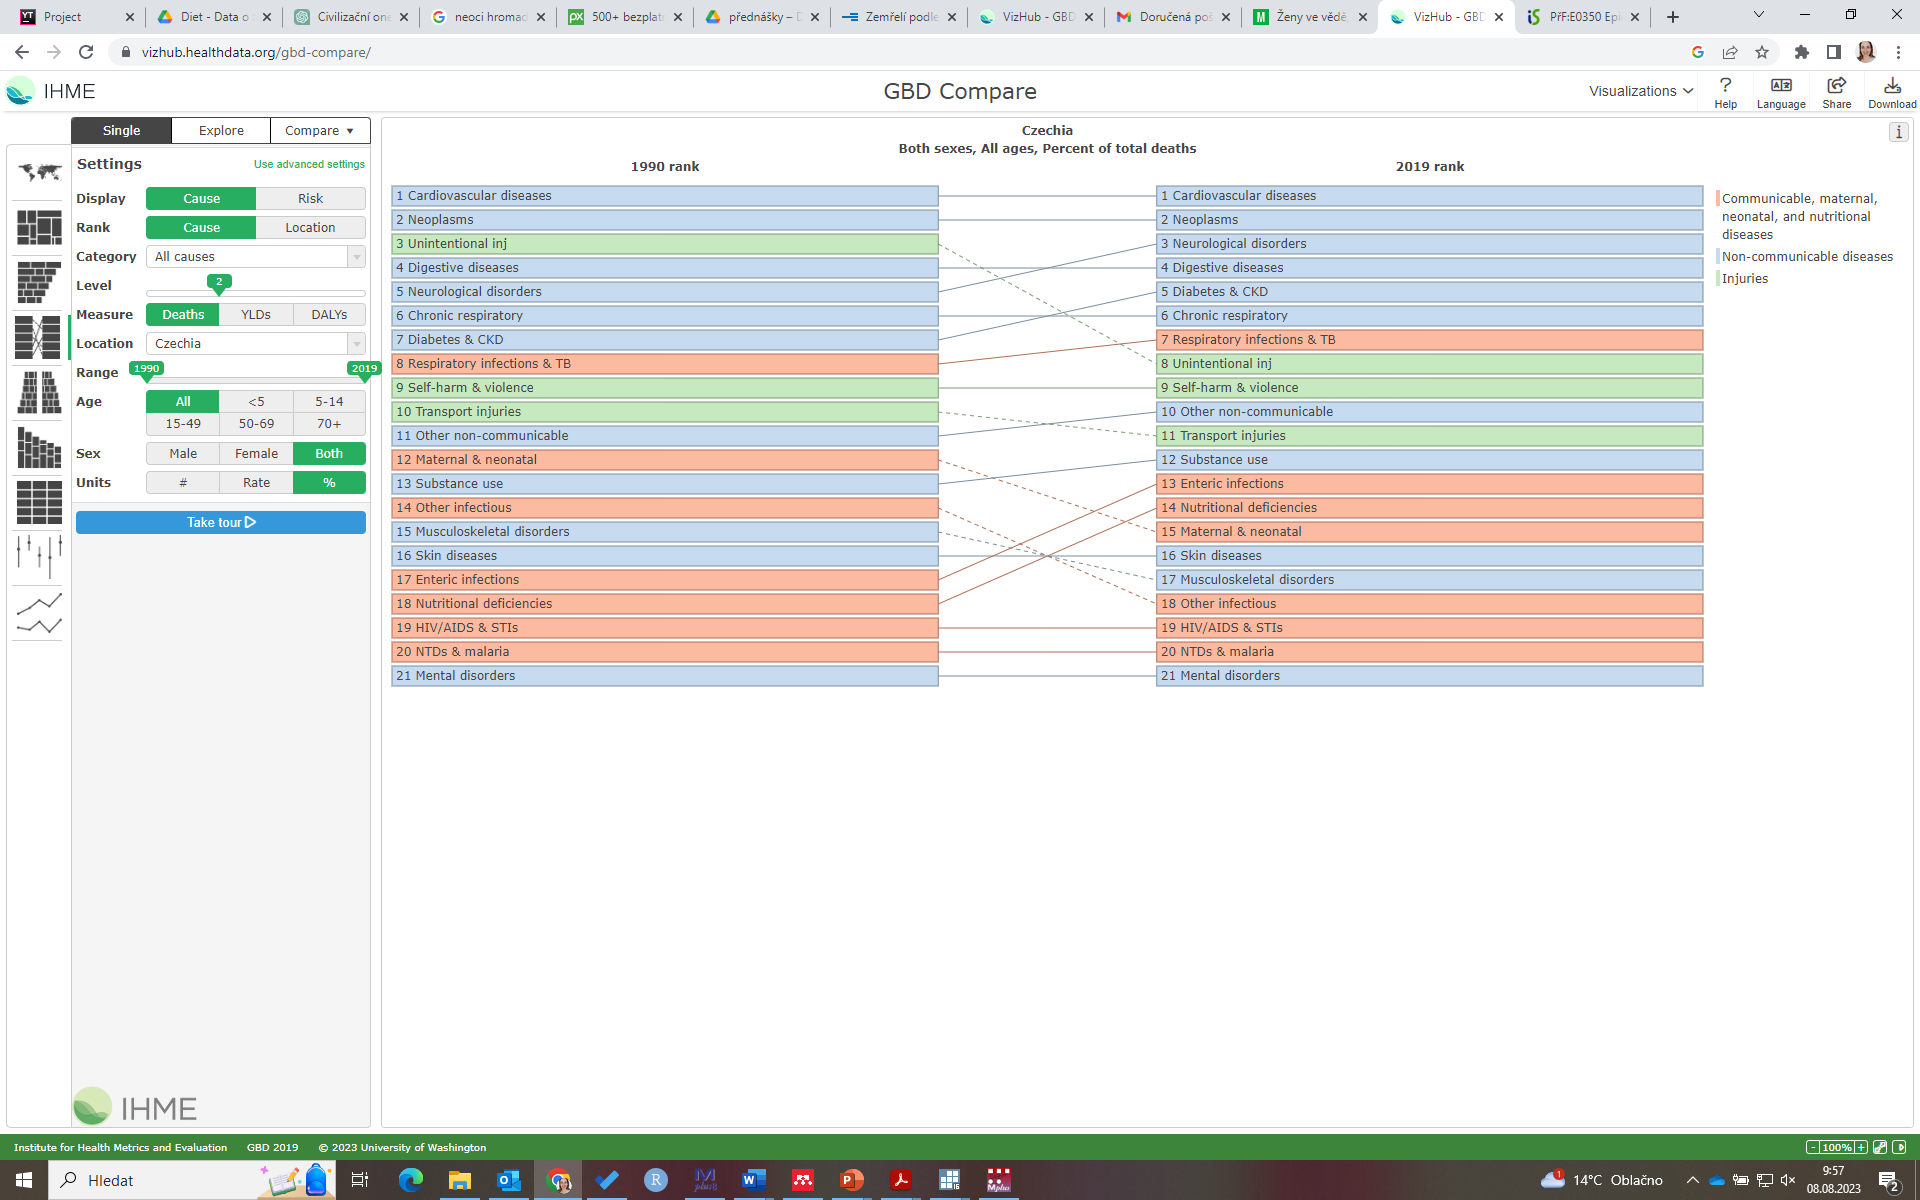 Project
Diet - Data o
Civilizační one
neoci hromad
500+ bezplat
přednášky – D
Zemřelí podle
VizHub - GBD
Doručená poš
Ženy ve vědě,
VizHub - GBD
PřF:E0350 Epi
vizhub.healthdata.org/gbd-compare/
IHME
GBD Compare
Visualizations
Help
Language
Share
Download
Single Explore Compare
Settings Use advanced settings
Display Cause Risk
Rank Cause Location
Category All causes
Level 2
Measure Deaths YLDs DALYs
Location Czechia
Range 1990 2019
Age All <5 5-14
15-49 50-69 70+
Sex Male Female Both
Units # Rate %
Take tour
IHME
Czechia
Both sexes, All ages, Percent of total deaths
1990 rank
1 Cardiovascular diseases
2 Neoplasms
3 Unintentional inj
4 Digestive diseases
5 Neurological disorders
6 Chronic respiratory
7 Diabetes & CKD
8 Respiratory infections & TB
9 Self-harm & violence
10 Transport injuries
11 Other non-communicable
12 Maternal & neonatal
13 Substance use
14 Other infectious
15 Musculoskeletal disorders
16 Skin diseases
17 Enteric infections
18 Nutritional deficiencies
19 HIV/AIDS & STIs
20 NTDs & malaria
21 Mental disorders
2019 rank
1 Cardiovascular diseases
2 Neoplasms
3 Neurological disorders
4 Digestive diseases
5 Diabetes & CKD
6 Chronic respiratory
7 Respiratory infections & TB
8 Unintentional inj
9 Self-harm & violence
10 Other non-communicable
11 Transport injuries
12 Substance use
13 Enteric infections
14 Nutritional deficiencies
15 Maternal & neonatal
16 Skin diseases
17 Musculoskeletal disorders
18 Other infectious
19 HIV/AIDS & STIs
20 NTDs & malaria
21 Mental disorders
Communicable, maternal,
neonatal, and nutritional
diseases
Non-communicable diseases
Injuries
Institute for Health Metrics and Evaluation GBD 2019 © 2023 University of Washington
- 100% +
Hledat
14°C Oblačno
9:57
08.08.2023
2